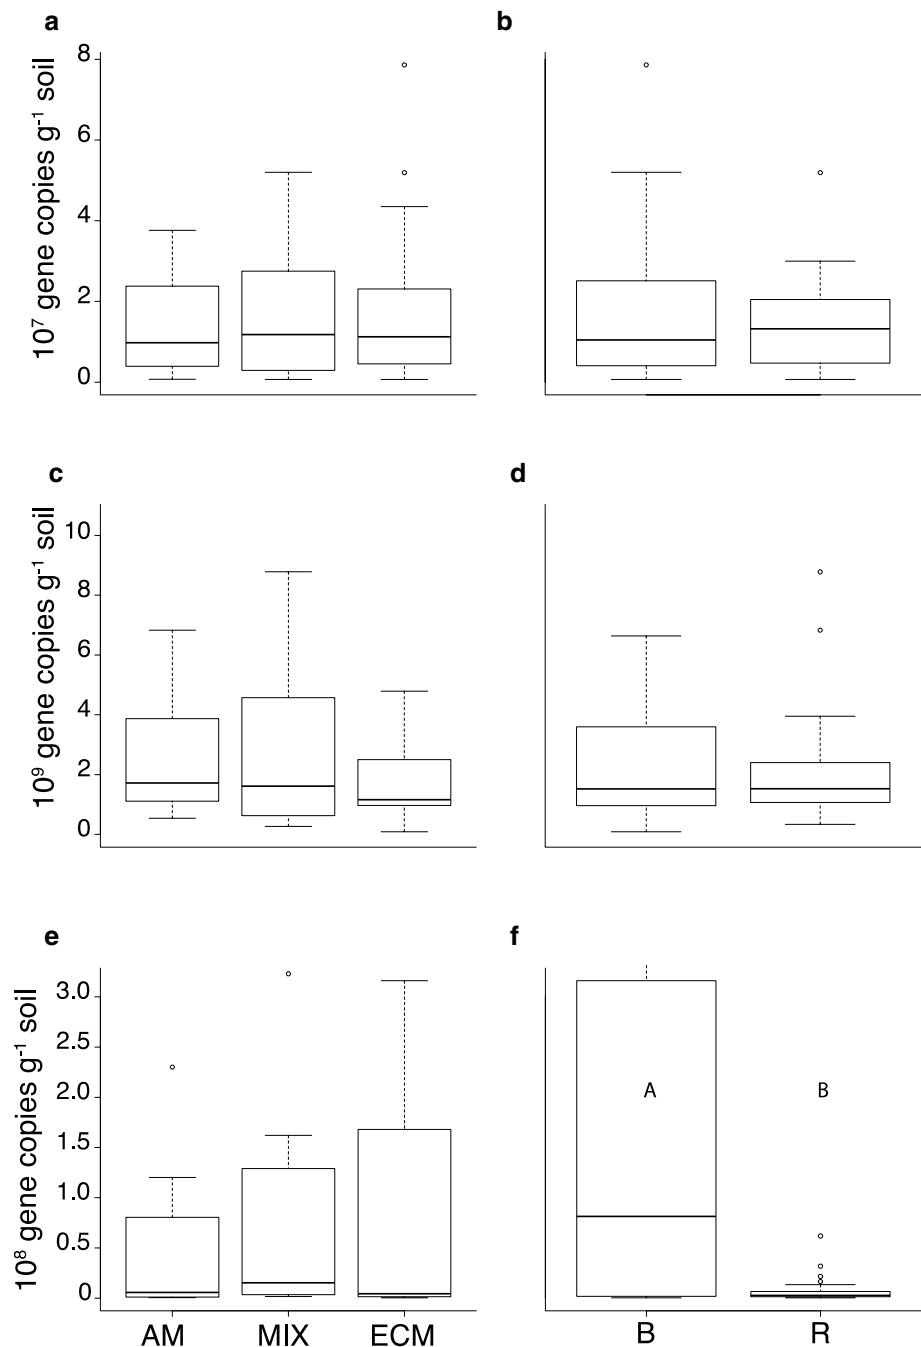 a
b
10⁷ gene copies g⁻¹ soil
8
6
4
2
0
c
d
10⁹ gene copies g⁻¹ soil
10
8
6
4
2
0
e
f
10⁸ gene copies g⁻¹ soil
3.0
2.5
2.0
1.5
1.0
0.5
0
A
B
AM MIX ECM
B R